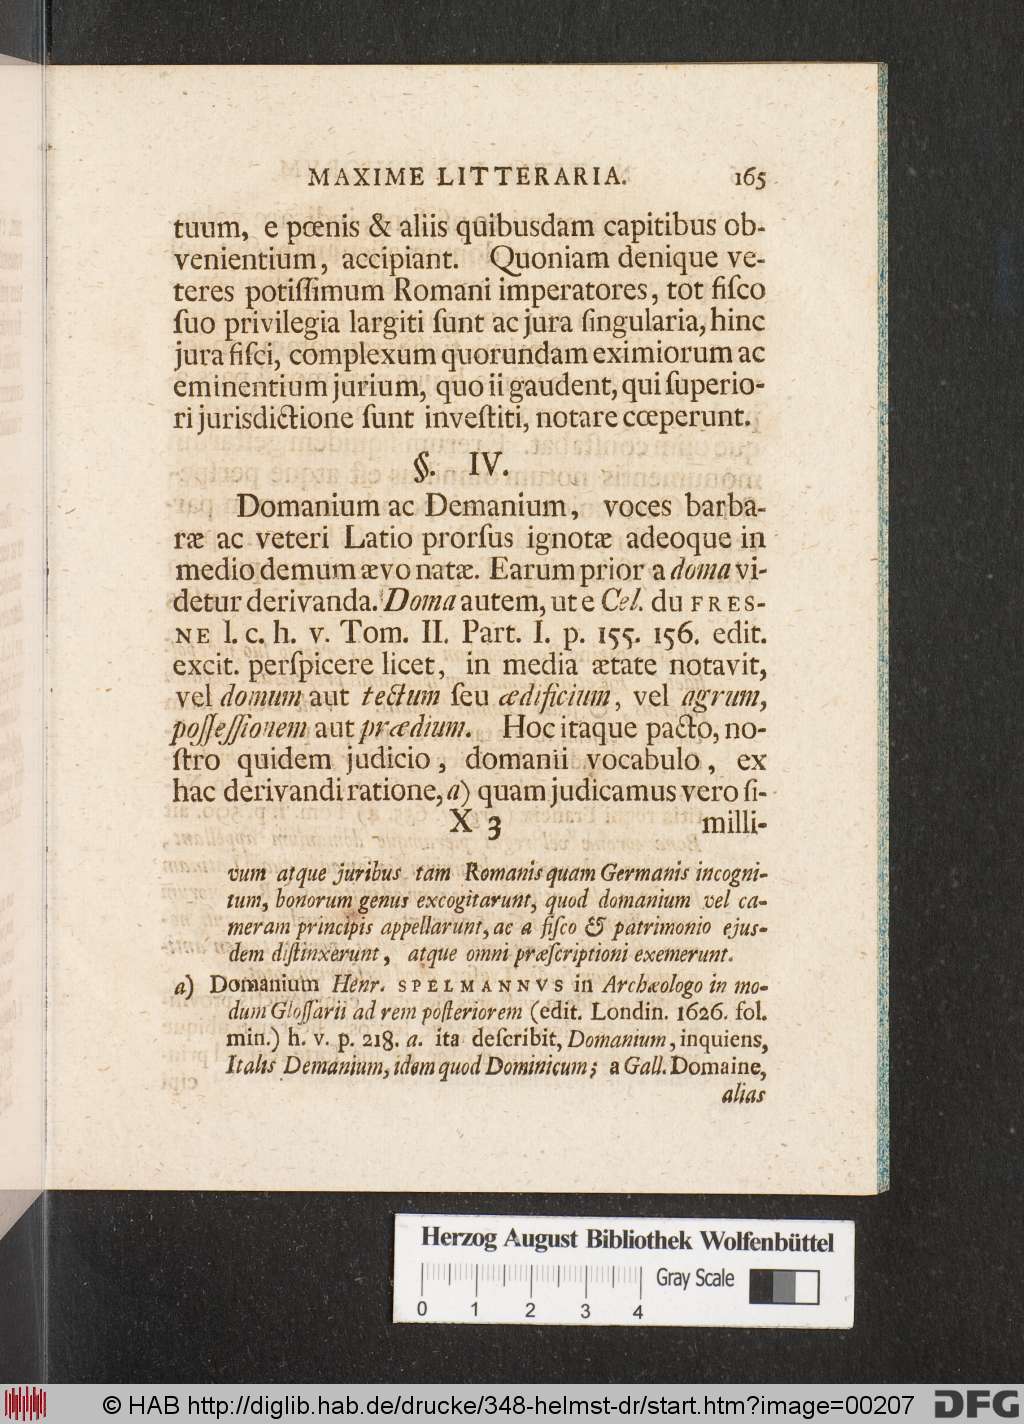 MAXIME LITTERARIA. 165
tuum, e pœnis & aliis quibusdam capitibus ob-
venientium, accipiant. Quoniam denique ve-
teres potiſſimum Romani imperatores, tot fiſco
ſuo privilegia largiti ſunt ac jura ſingularia, hinc
jura fiſci, complexum quorundam eximiorum ac
eminentium jurium, quo ii gaudent, qui ſuperio-
ri jurisdictione ſunt inveſtiti, notare cœperunt.
§. IV.
Domanium ac Demanium, voces barba-
ræ ac veteri Latio prorſus ignotæ adeoque in
medio demum ævo natæ. Earum prior a doma vi-
detur derivanda. Doma autem, ut e Cel. du FRES-
NE l. c. h. v. Tom. II. Part. I. p. 155. 156. edit.
excit. perſpicere licet, in media ætate notavit,
vel domum aut tectum ſeu ædificium, vel agrum,
poſſeſſionem aut prædium. Hoc itaque pacto, no-
ſtro quidem judicio, domanii vocabulo, ex
hac derivandi ratione, a) quam judicamus vero ſi-
X 3 milli-
vum atque juribus tam Romanis quam Germanis incogni-
tum, bonorum genus excogitarunt, quod domanium vel ca-
meram principis appellarunt, ac a fiſco & patrimonio ejus-
dem diſtinxerunt, atque omni præſcriptioni exemerunt.
a) Domanium Henr. SPELMANNVS in Archæologo in mo-
dum Gloſſarii ad rem poſteriorem (edit. Londin. 1626. fol.
min.) h. v. p. 218. a. ita deſcribit, Domanium, inquiens,
Italis Demanium, idem quod Dominicum; a Gall. Domaine,
alias
Herzog August Bibliothek Wolfenbüttel
Gray Scale
0 1 2 3 4
© HAB http://diglib.hab.de/drucke/348-helmst-dr/start.htm?image=00207
DFG